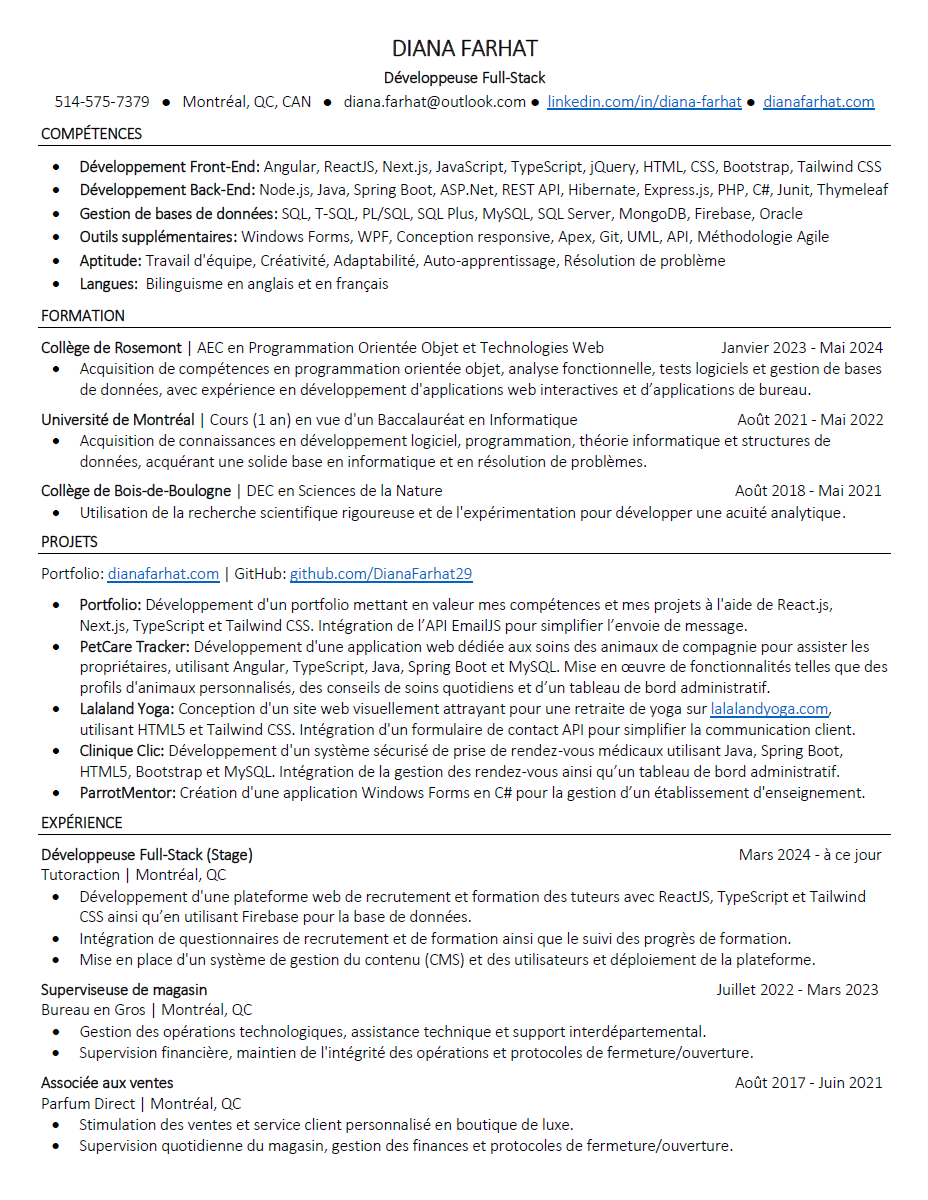 DIANA FARHAT
Développeuse Full-Stack
514-575-7379 ● Montréal, QC, CAN ● diana.farhat@outlook.com ● linkedin.com/in/diana-farhat ● dianafarhat.com
COMPÉTENCES
• Développement Front-End: Angular, ReactJS, Next.js, JavaScript, TypeScript, jQuery, HTML, CSS, Bootstrap, Tailwind CSS
• Développement Back-End: Node.js, Java, Spring Boot, ASP.Net, REST API, Hibernate, Express.js, PHP, C#, Junit, Thymeleaf
• Gestion de bases de données: SQL, T-SQL, PL/SQL, SQL Plus, MySQL, SQL Server, MongoDB, Firebase, Oracle
• Outils supplémentaires: Windows Forms, WPF, Conception responsive, Apex, Git, UML, API, Méthodologie Agile
• Aptitude: Travail d'équipe, Créativité, Adaptabilité, Auto-apprentissage, Résolution de problème
• Langues: Bilinguisme en anglais et en français
FORMATION
Collège de Rosemont | AEC en Programmation Orientée Objet et Technologies Web Janvier 2023 - Mai 2024
• Acquisition de compétences en programmation orientée objet, analyse fonctionnelle, tests logiciels et gestion de bases
de données, avec expérience en développement d'applications web interactives et d’applications de bureau.
Université de Montréal | Cours (1 an) en vue d'un Baccalauréat en Informatique Août 2021 - Mai 2022
• Acquisition de connaissances en développement logiciel, programmation, théorie informatique et structures de
données, acquérant une solide base en informatique et en résolution de problèmes.
Collège de Bois-de-Boulogne | DEC en Sciences de la Nature Août 2018 - Mai 2021
• Utilisation de la recherche scientifique rigoureuse et de l'expérimentation pour développer une acuité analytique.
PROJETS
Portfolio: dianafarhat.com | GitHub: github.com/DianaFarhat29
• Portfolio: Développement d'un portfolio mettant en valeur mes compétences et mes projets à l'aide de React.js,
Next.js, TypeScript et Tailwind CSS. Intégration de l’API EmailJS pour simplifier l’envoie de message.
• PetCare Tracker: Développement d'une application web dédiée aux soins des animaux de compagnie pour assister les
propriétaires, utilisant Angular, TypeScript, Java, Spring Boot et MySQL. Mise en œuvre de fonctionnalités telles que des
profils d'animaux personnalisés, des conseils de soins quotidiens et d’un tableau de bord administratif.
• Lalaland Yoga: Conception d'un site web visuellement attrayant pour une retraite de yoga sur lalalandyoga.com,
utilisant HTML5 et Tailwind CSS. Intégration d'un formulaire de contact API pour simplifier la communication client.
• Clinique Clic: Développement d'un système sécurisé de prise de rendez-vous médicaux utilisant Java, Spring Boot,
HTML5, Bootstrap et MySQL. Intégration de la gestion des rendez-vous ainsi qu’un tableau de bord administratif.
• ParrotMentor: Création d'une application Windows Forms en C# pour la gestion d’un établissement d'enseignement.
EXPÉRIENCE
Développeuse Full-Stack (Stage) Mars 2024 - à ce jour
Tutoraction | Montréal, QC
• Développement d'une plateforme web de recrutement et formation des tuteurs avec ReactJS, TypeScript et Tailwind
CSS ainsi qu’en utilisant Firebase pour la base de données.
• Intégration de questionnaires de recrutement et de formation ainsi que le suivi des progrès de formation.
• Mise en place d'un système de gestion du contenu (CMS) et des utilisateurs et déploiement de la plateforme.
Superviseuse de magasin Juillet 2022 - Mars 2023
Bureau en Gros | Montréal, QC
• Gestion des opérations technologiques, assistance technique et support interdépartemental.
• Supervision financière, maintien de l'intégrité des opérations et protocoles de fermeture/ouverture.
Associée aux ventes Août 2017 - Juin 2021
Parfum Direct | Montréal, QC
• Stimulation des ventes et service client personnalisé en boutique de luxe.
• Supervision quotidienne du magasin, gestion des finances et protocoles de fermeture/ouverture.